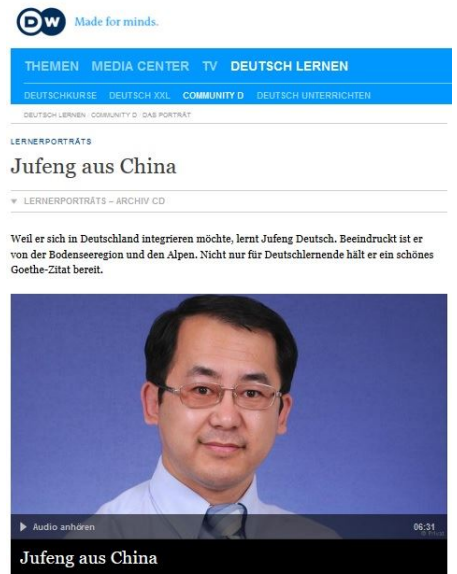 DW Made for minds.
THEMEN MEDIA CENTER TV DEUTSCH LERNEN
DEUTSCHKURSE DEUTSCH XXL COMMUNITY D DEUTSCH UNTERRICHTEN
DEUTSCH LERNEN COMMUNITY D DAS PORTRÄT
LERNERPORTRÄTS
Jufeng aus China
LERNERPORTRÄTS – ARCHIV CD
Weil er sich in Deutschland integrieren möchte, lernt Jufeng Deutsch. Beeindruckt ist er
von der Bodenseeregion und den Alpen. Nicht nur für Deutschlernende hält er ein schönes
Goethe-Zitat bereit.
Audio anhören 06:31
© Privat
Jufeng aus China